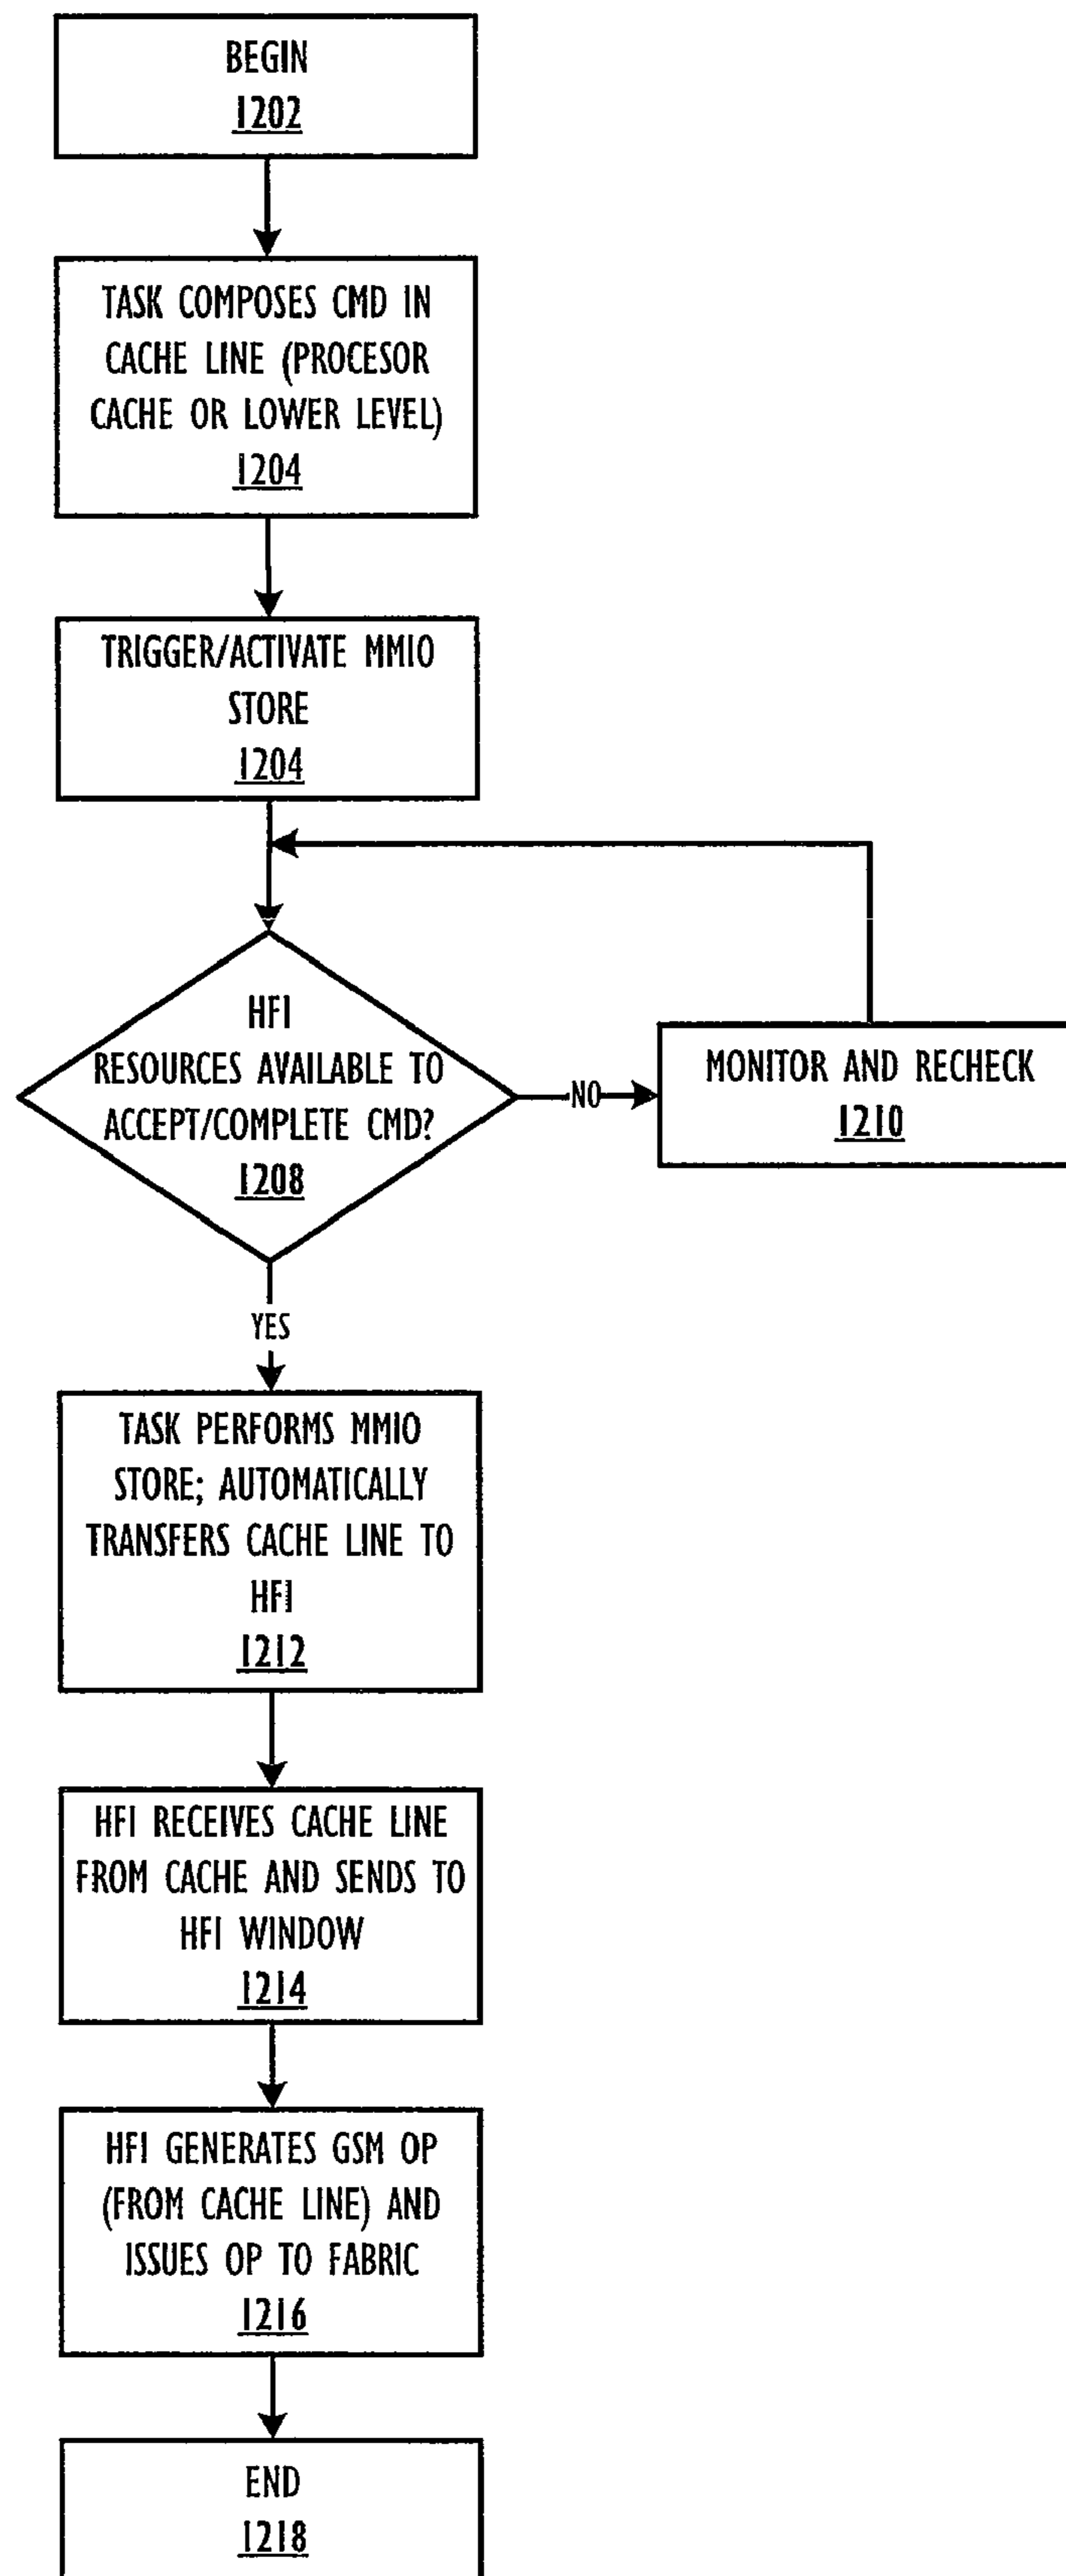 BEGIN
1202
TASK COMPOSES CMD IN
CACHE LINE (PROCESOR
CACHE OR LOWER LEVEL)
1204
TRIGGER/ACTIVATE MMIO
STORE
1204
HFI
RESOURCES AVAILABLE TO
ACCEPT/COMPLETE CMD?
1208
NO
MONITOR AND RECHECK
1210
YES
TASK PERFORMS MMIO
STORE; AUTOMATICALLY
TRANSFERS CACHE LINE TO
HFI
1212
HFI RECEIVES CACHE LINE
FROM CACHE AND SENDS TO
HFI WINDOW
1214
HFI GENERATES GSM OP
(FROM CACHE LINE) AND
ISSUES OP TO FABRIC
1216
END
1218